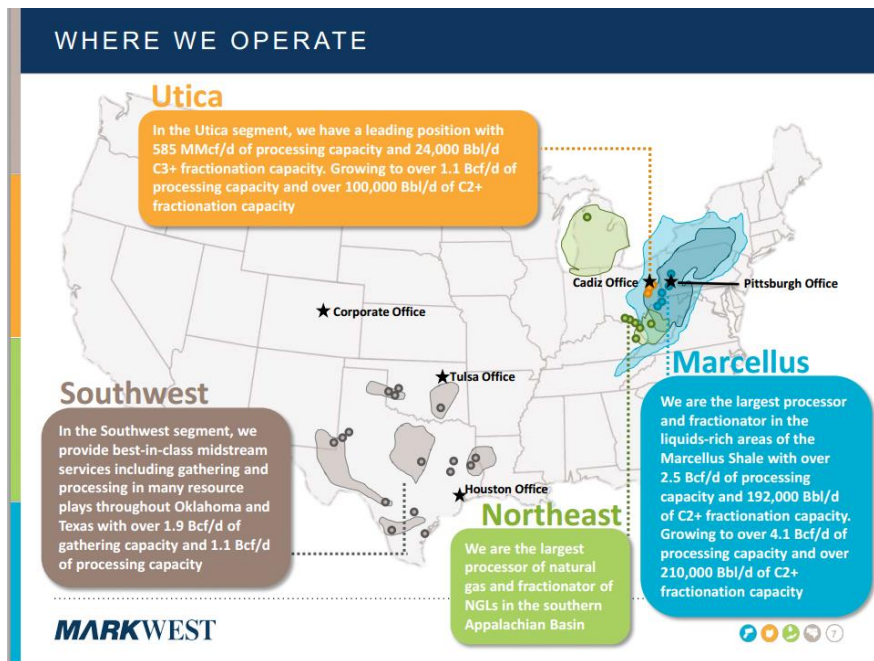 WHERE WE OPERATE
Utica
In the Utica segment, we have a leading position with
585 MMcf/d of processing capacity and 24,000 Bbl/d
C3+ fractionation capacity. Growing to over 1.1 Bcf/d of
processing capacity and over 100,000 Bbl/d of C2+
fractionation capacity
Cadiz Office
Pittsburgh Office
Corporate Office
Tulsa Office
Southwest
In the Southwest segment, we
provide best-in-class midstream
services including gathering and
processing in many resource
plays throughout Oklahoma and
Texas with over 1.9 Bcf/d of
gathering capacity and 1.1 Bcf/d
of processing capacity
Houston Office
Northeast
We are the largest
processor of natural
gas and fractionator of
NGLs in the southern
Appalachian Basin
Marcellus
We are the largest processor
and fractionator in the
liquids-rich areas of the
Marcellus Shale with over
2.5 Bcf/d of processing
capacity and 192,000 Bbl/d
of C2+ fractionation capacity.
Growing to over 4.1 Bcf/d of
processing capacity and over
210,000 Bbl/d of C2+
fractionation capacity
MARKWEST
7